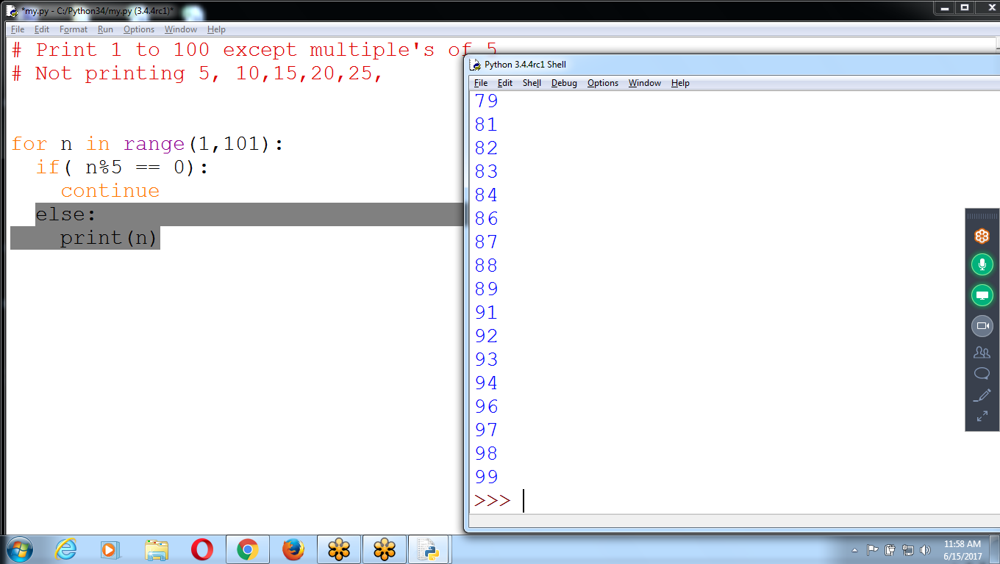 *my.py - C:/Python34/my.py (3.4.4rc1)*
File Edit Format Run Options Window Help
# Print 1 to 100 except multiple's of 5
# Not printing 5, 10,15,20,25,
for n in range(1,101):
if( n%5 == 0):
continue
else:
print(n)
Python 3.4.4rc1 Shell
File Edit Shell Debug Options Window Help
79
81
82
83
84
86
87
88
89
91
92
93
94
96
97
98
99
>>>
11:58 AM
6/15/2017